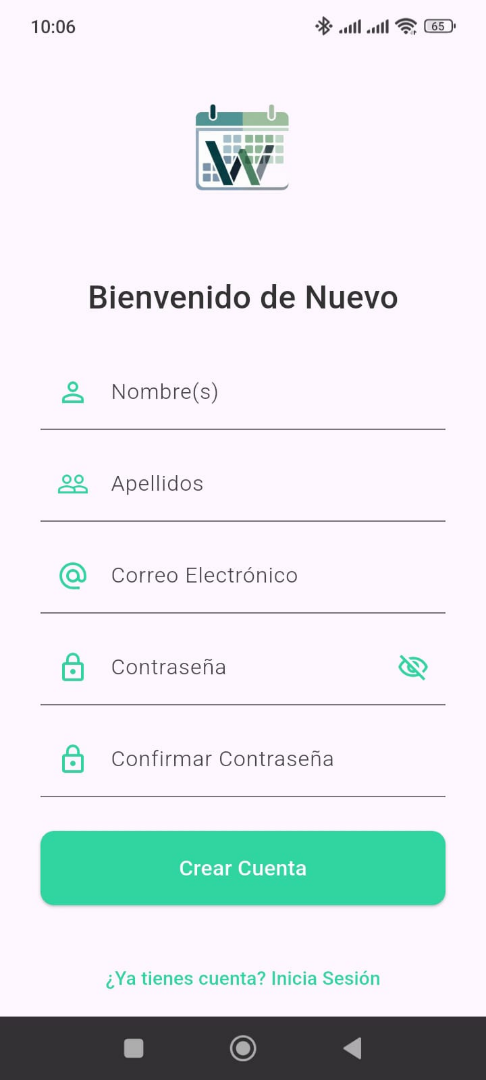 10:06
65
W
Bienvenido de Nuevo
Nombre(s)
Apellidos
Correo Electrónico
Contraseña
Confirmar Contraseña
Crear Cuenta
¿Ya tienes cuenta? Inicia Sesión